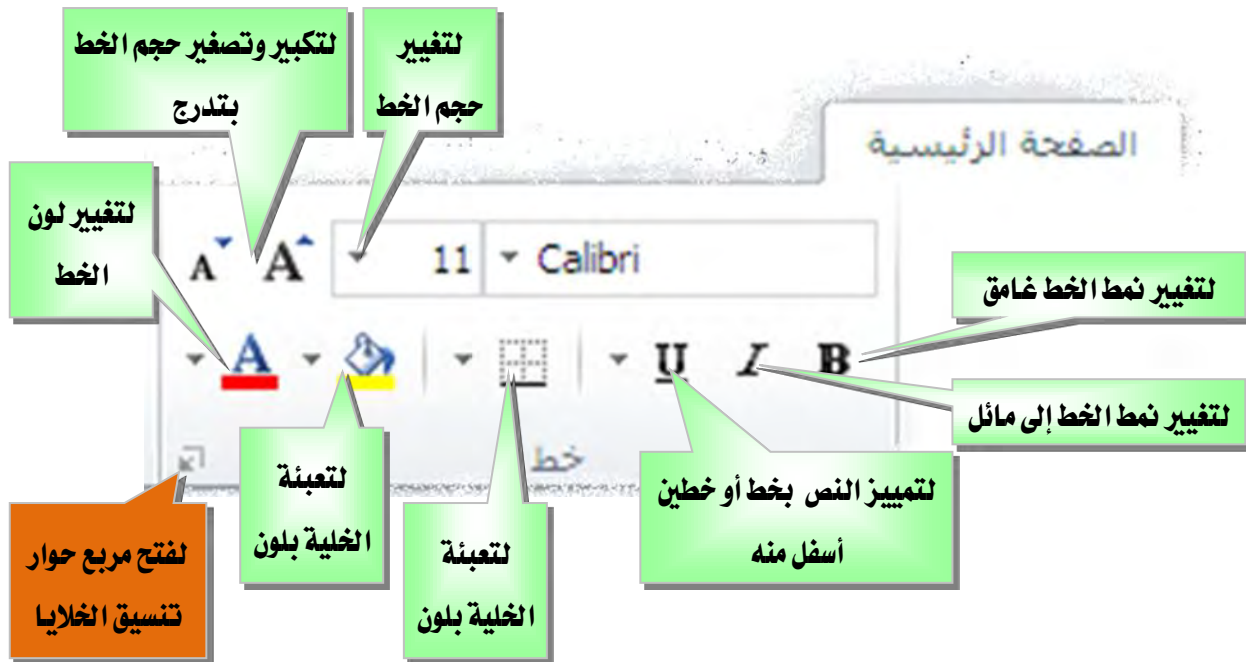 لتغيير
حجم الخط
لتكبير وتصغير حجم الخط
بتدرج
الصفحة الرئيسية
لتغيير لون
الخط
Calibri
11
A A
لتغيير نمط الخط غامق
B I U
A
لتغيير نمط الخط إلى مائل
خط
لتمييز النص بخط أو خطين
أسفل منه
لتعبئة
الخلية بلون
لتعبئة
الخلية بلون
لفتح مربع حوار
تنسيق الخلايا